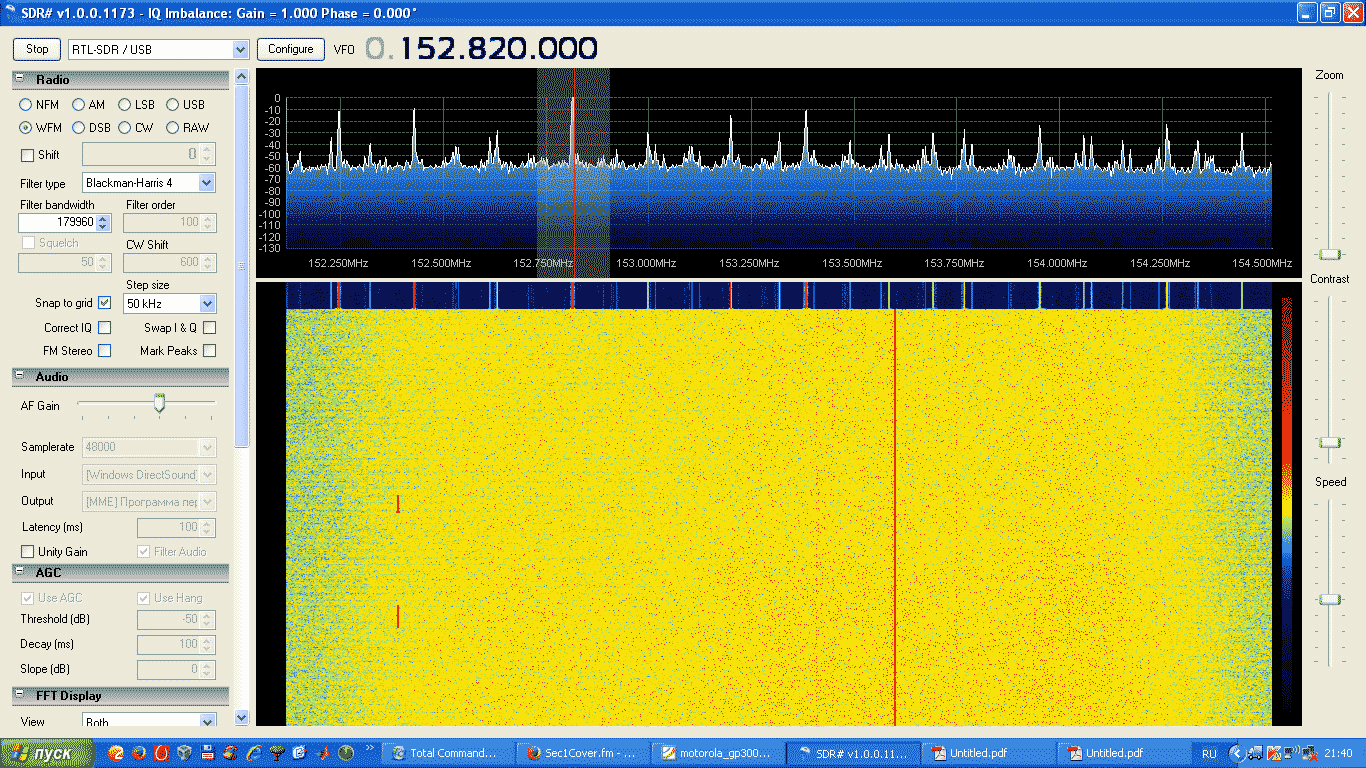 SDR# v1.0.0.1173 - IQ Imbalance: Gain = 1.000 Phase = 0.000°
Stop RTL-SDR / USB Configure VFO 0.152.820.000
Radio
NFM AM LSB USB
WFM DSB CW RAW
Shift 0
Filter type Blackman-Harris 4
Filter bandwidth Filter order
179960 100
Squelch CW Shift
50 600
Step size
Snap to grid 50 kHz
Correct IQ Swap I & Q
FM Stereo Mark Peaks
Audio
AF Gain
Samplerate 48000
Input [Windows DirectSound]
Output [MME] Программа пер
Latency (ms) 100
Unity Gain Filter Audio
AGC
Use AGC Use Hang
Threshold (dB) -50
Decay (ms) 100
Slope (dB) 0
FFT Display
View Both
0
-10
-20
-30
-40
-50
-60
-70
-80
-90
-100
-110
-120
-130
152.250MHz 152.500MHz 152.750MHz 153.000MHz 153.250MHz 153.500MHz 153.750MHz 154.000MHz 154.250MHz 154.500MHz
Zoom
Contrast
Speed
пуск Total Command... Sec1Cover.fm - ... motorola_gp300... SDR# v1.0.0.11... Untitled.pdf Untitled.pdf RU 21:40